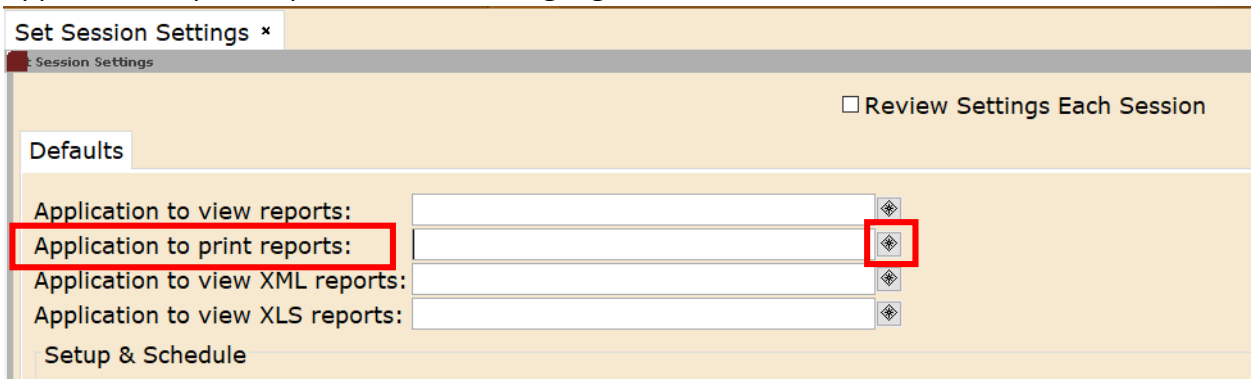 Set Session Settings ×
t Session Settings
Review Settings Each Session
Defaults
Application to view reports:
Application to print reports:
Application to view XML reports:
Application to view XLS reports:
Setup & Schedule